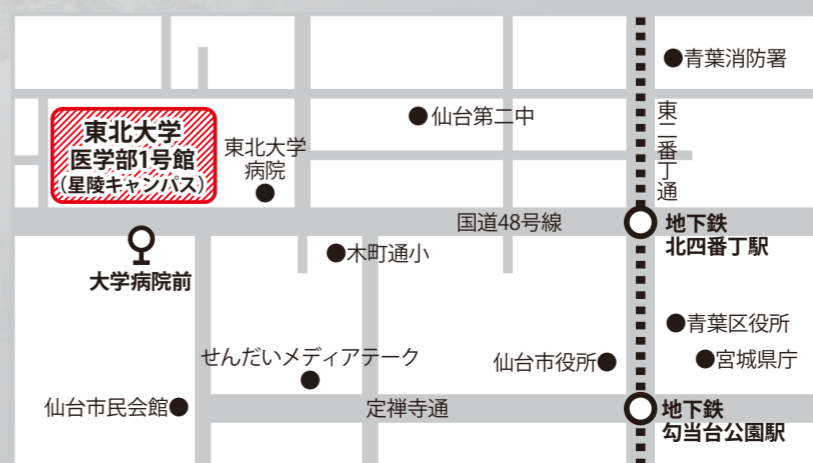 ●青葉消防署
●仙台第二中
東二番丁通
東北大学
医学部1号館
（星陵キャンパス）
東北大学
病院
●
国道48号線
地下鉄
北四番丁駅
●木町通小
大学病院前
●青葉区役所
せんだいメディアテーク
●
仙台市役所●
●宮城県庁
仙台市民会館●
定禅寺通
地下鉄
勾当台公園駅